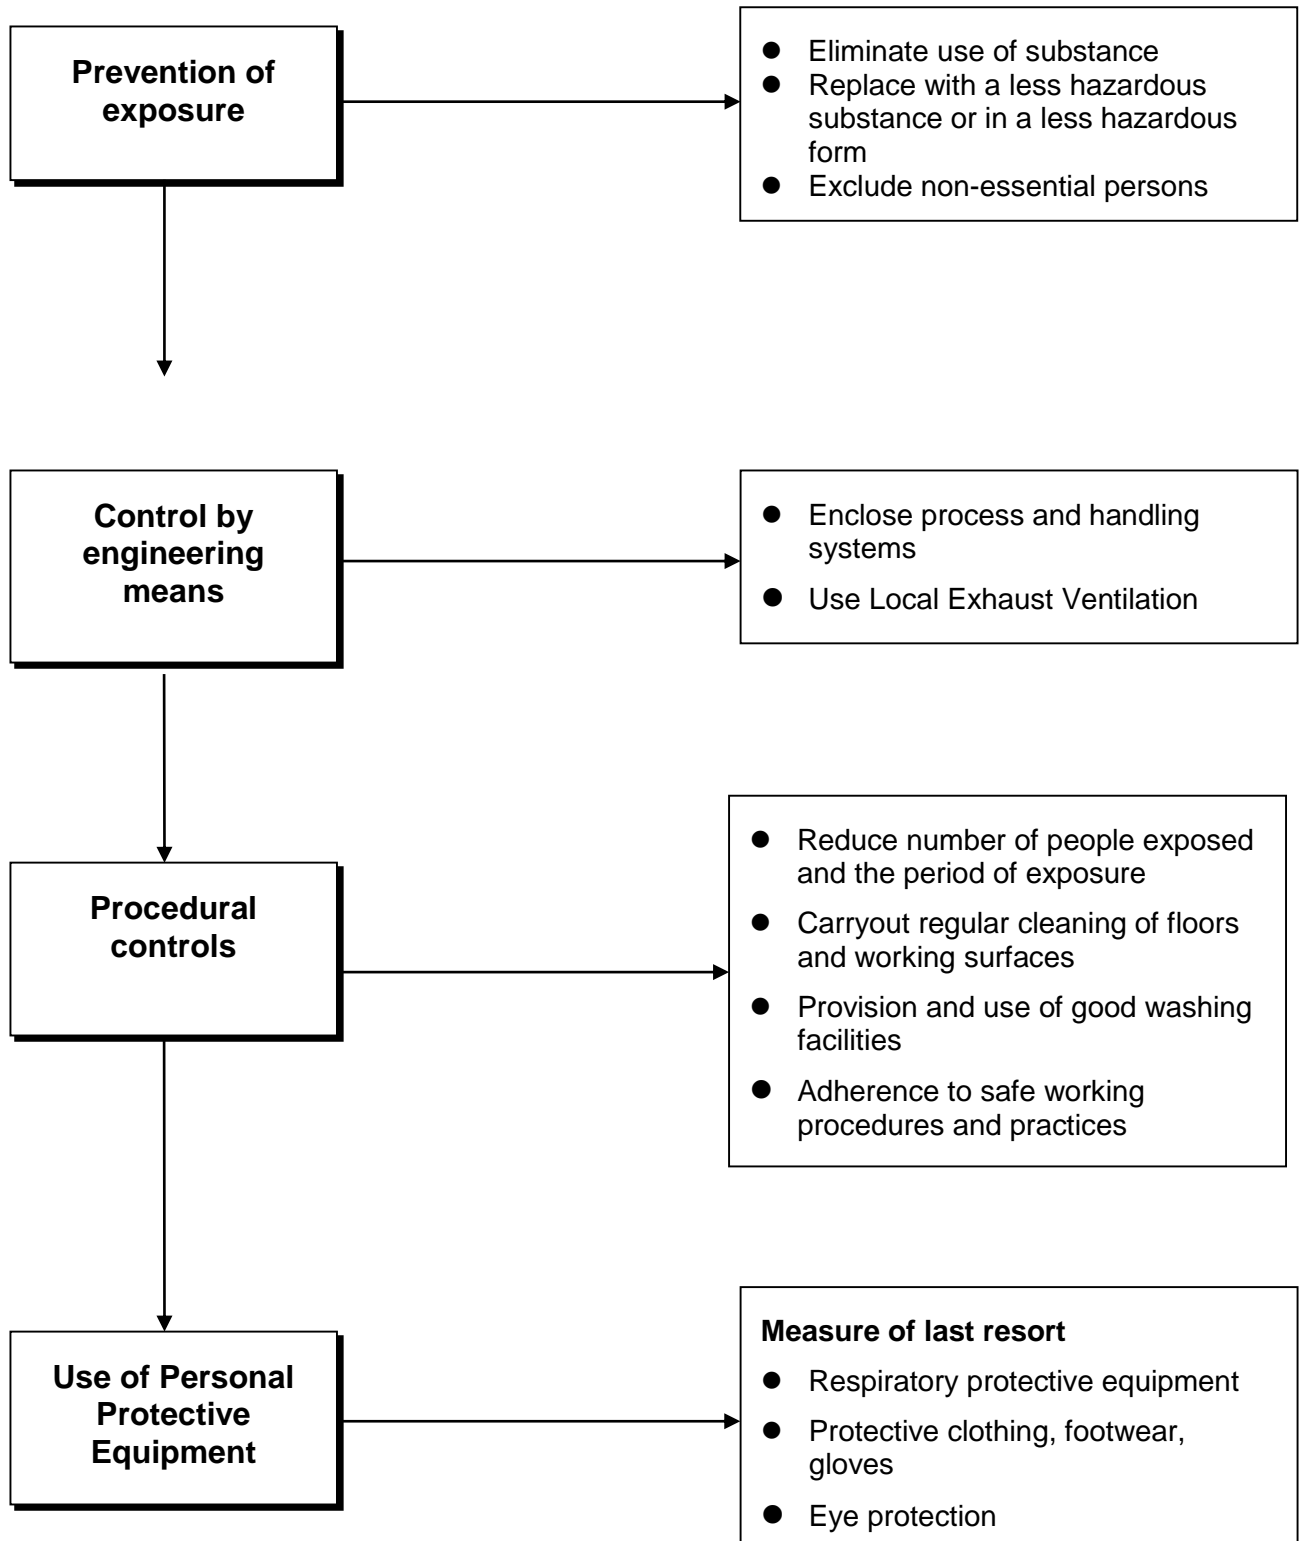 Prevention of
exposure
● Eliminate use of substance
● Replace with a less hazardous
substance or in a less hazardous
form
● Exclude non-essential persons
Control by
engineering
means
● Enclose process and handling
systems
● Use Local Exhaust Ventilation
Procedural
controls
● Reduce number of people exposed
and the period of exposure
● Carryout regular cleaning of floors
and working surfaces
● Provision and use of good washing
facilities
● Adherence to safe working
procedures and practices
Use of Personal
Protective
Equipment
Measure of last resort
● Respiratory protective equipment
● Protective clothing, footwear,
gloves
● Eye protection